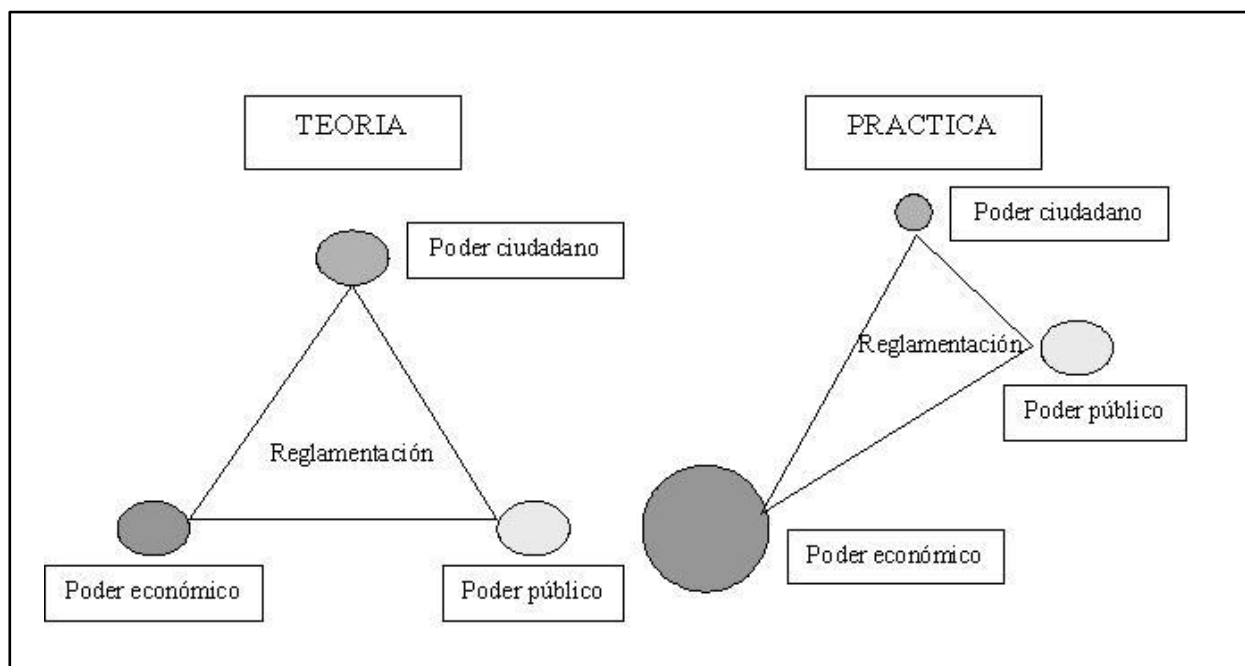 TEORIA
Poder ciudadano
Reglamentación
Poder económico
Poder público
PRACTICA
Poder ciudadano
Reglamentación
Poder público
Poder económico